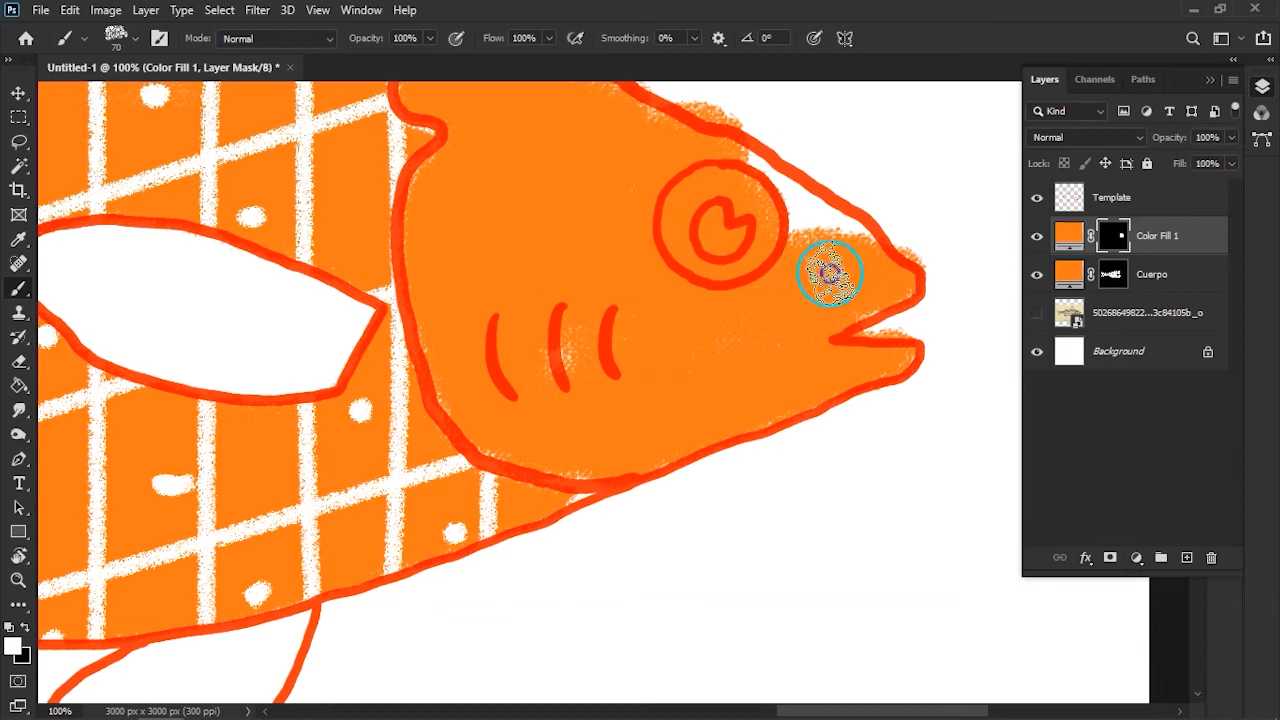 Ps File Edit Image Layer Type Select Filter 3D View Window Help
70 Mode: Normal Opacity: 100% Flow: 100% Smoothing: 0% 0°
Untitled-1 @ 100% (Color Fill 1, Layer Mask/8) * ×
Layers Channels Paths
Kind
Normal Opacity: 100%
Lock: Fill: 100%
Template
Color Fill 1
Cuerpo
50268649822...3c84105b_o
Background
100% 3000 px x 3000 px (300 ppi)